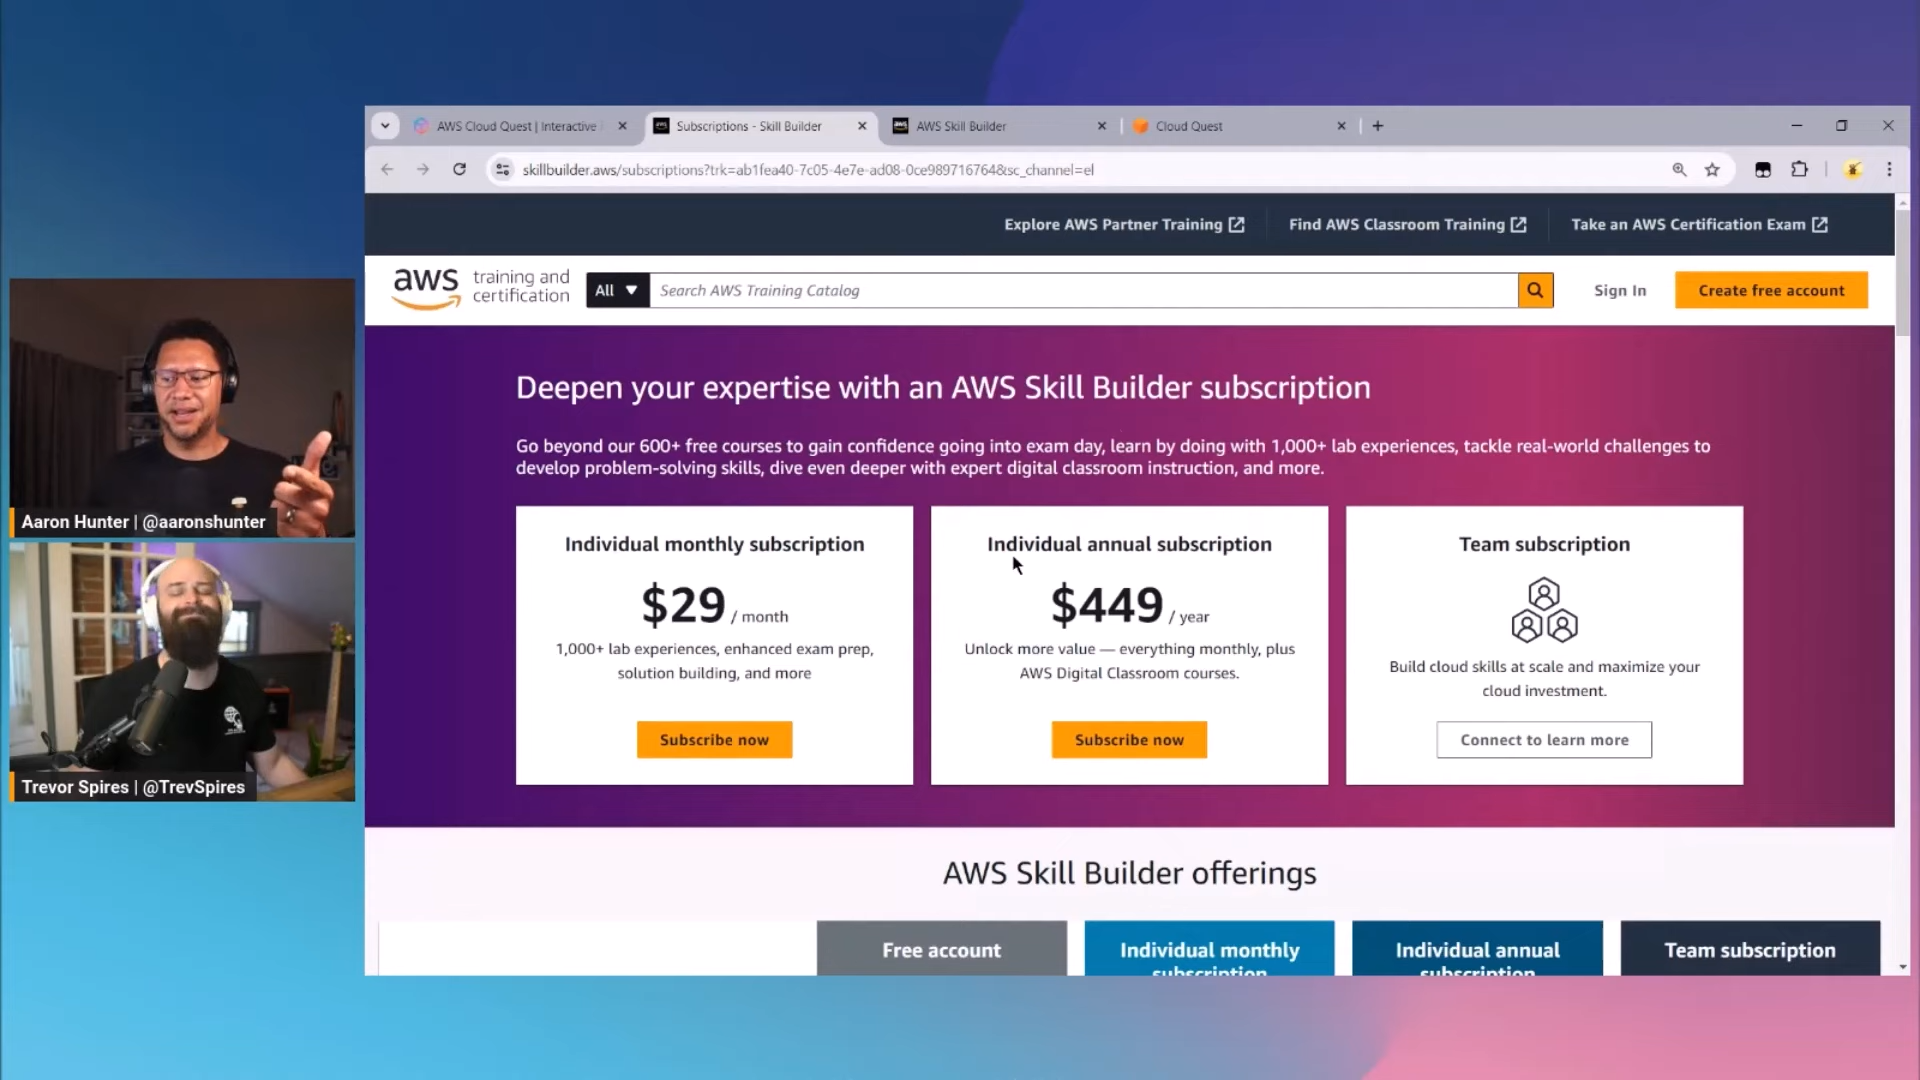 AWS Cloud Quest | Interactive
Subscriptions - Skill Builder
AWS Skill Builder
Cloud Quest
skillbuilder.aws/subscriptions?trk=ab1fea40-7c05-4e7e-ad08-0ce989716764&sc_channel=el
Explore AWS Partner Training
Find AWS Classroom Training
Take an AWS Certification Exam
aws
training and
certification
All
Search AWS Training Catalog
Sign In
Create free account
Deepen your expertise with an AWS Skill Builder subscription
Go beyond our 600+ free courses to gain confidence going into exam day, learn by doing with 1,000+ lab experiences, tackle real-world challenges to
develop problem-solving skills, dive even deeper with expert digital classroom instruction, and more.
Individual monthly subscription
$29 / month
1,000+ lab experiences, enhanced exam prep,
solution building, and more
Subscribe now
Individual annual subscription
$449 / year
Unlock more value — everything monthly, plus
AWS Digital Classroom courses.
Subscribe now
Team subscription
Build cloud skills at scale and maximize your
cloud investment.
Connect to learn more
AWS Skill Builder offerings
Free account
Individual monthly
subscription
Individual annual
subscription
Team subscription
Aaron Hunter | @aaronshunter
Trevor Spires | @TrevSpires